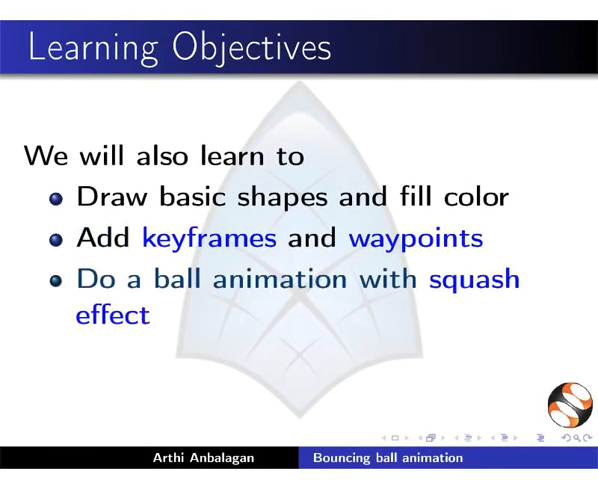 Learning Objectives
We will also learn to
Draw basic shapes and fill color
Add keyframes and waypoints
Do a ball animation with squash
effect
Arthi Anbalagan
Bouncing ball animation